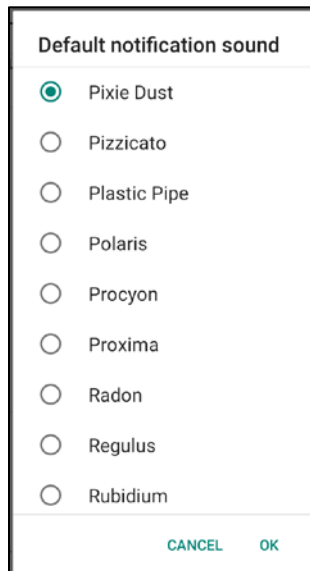 Default notification sound
Pixie Dust
Pizzicato
Plastic Pipe
Polaris
Procyon
Proxima
Radon
Regulus
Rubidium
CANCEL OK